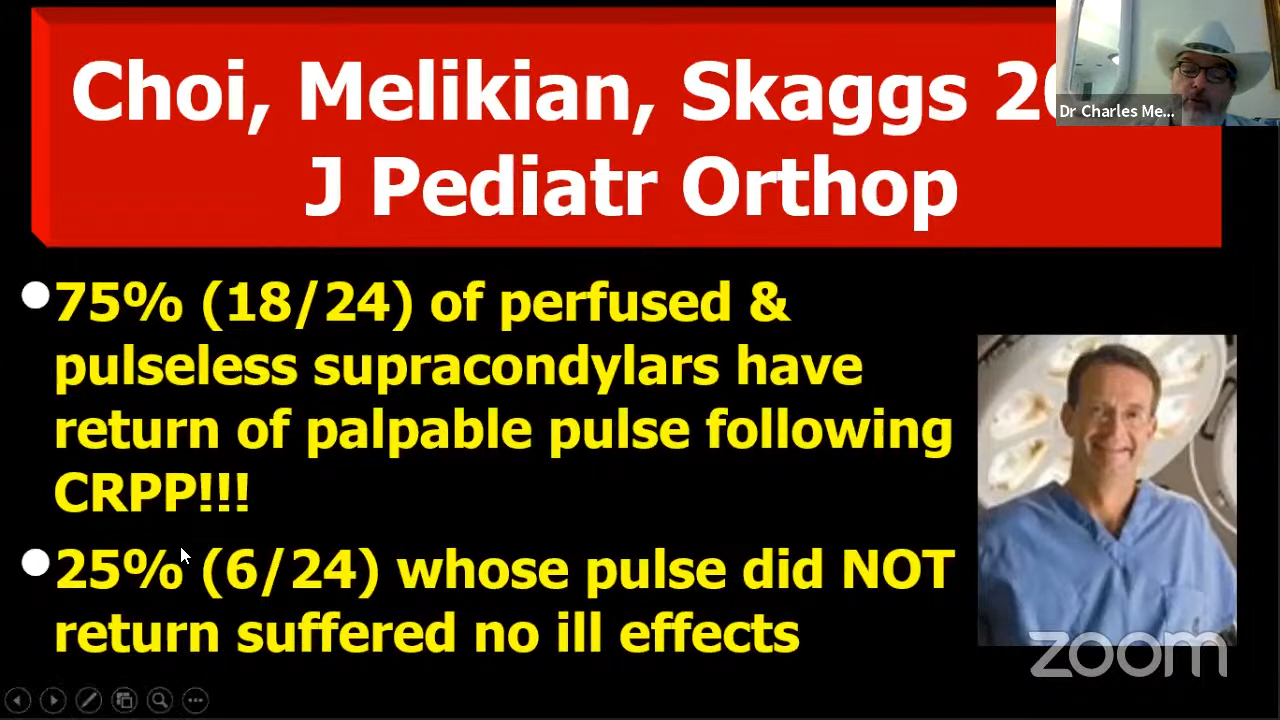 Choi, Melikian, Skaggs
J Pediatr Orthop
Dr Charles Me...
75% (18/24) of perfused &
pulseless supracondylars have
return of palpable pulse following
CRPP!!!
25% (6/24) whose pulse did NOT
return suffered no ill effects
zoom